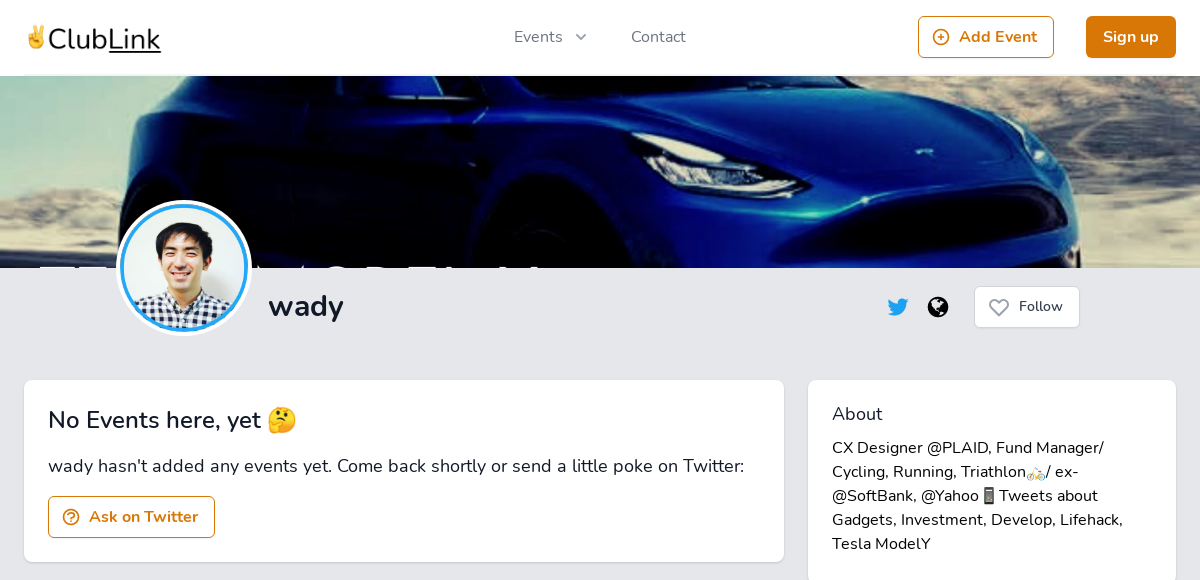 ✌️ClubLink
Events
Contact
Add Event
Sign up
wady
Follow
No Events here, yet 🤔
wady hasn't added any events yet. Come back shortly or send a little poke on Twitter:
Ask on Twitter
About
CX Designer @PLAID, Fund Manager/
Cycling, Running, Triathlon🚴/ ex-
@SoftBank, @Yahoo📱Tweets about
Gadgets, Investment, Develop, Lifehack,
Tesla ModelY